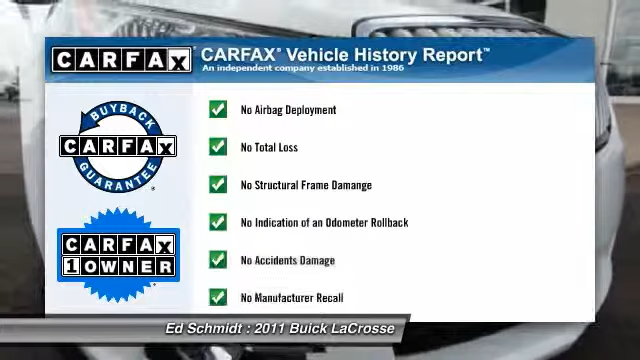 CARFAX
CARFAX® Vehicle History Report™
An independent company established in 1986
BUYBACK
CARFAX
GUARANTEE
®
CARFAX
1 OWNER
No Airbag Deployment
No Total Loss
No Structural Frame Damange
No Indication of an Odometer Rollback
No Accidents Damage
No Manufacturer Recall
Ed Schmidt : 2011 Buick LaCrosse